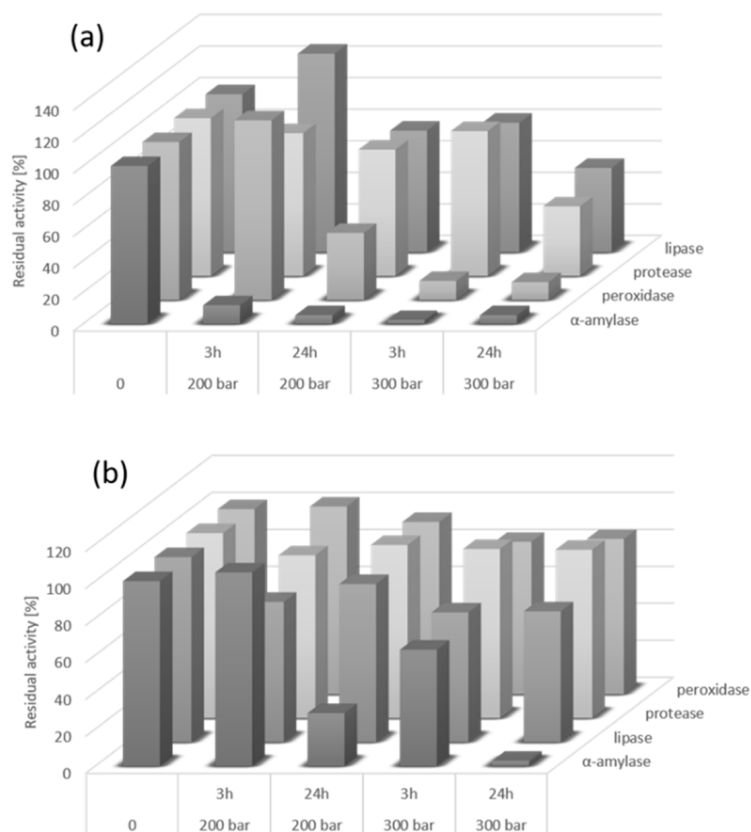 (a)
140
120
100
80
60
40
20
0
Residual activity [%]
lipase
protease
peroxidase
α-amylase
3h 24h 3h 24h
0 200 bar 200 bar 300 bar 300 bar
(b)
120
100
80
60
40
20
0
Residual activity [%]
peroxidase
protease
lipase
α-amylase
3h 24h 3h 24h
0 200 bar 200 bar 300 bar 300 bar